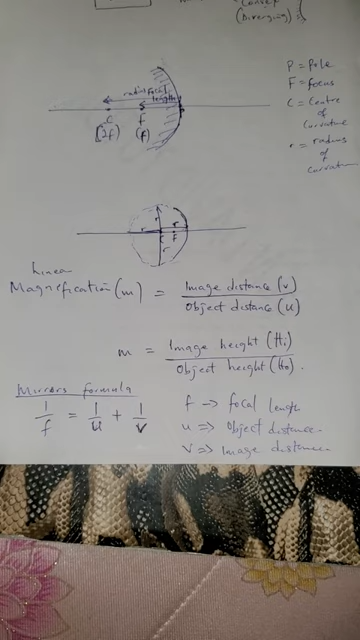 Convex
(Diverging)
radius focal
length
C F
[2f] (f)
P = Pole
F = focus
C = Centre
of
curvature
r = radius
of
curvature
r r
c F
r
Linear
Magnification (m) = Image distance (v)
Object distance (u)
m = Image height (Hi)
Object height (Ho).
Mirrors formula
1/f = 1/u + 1/v
f → focal length
u ⇒ Object distance
v ⇒ Image distance